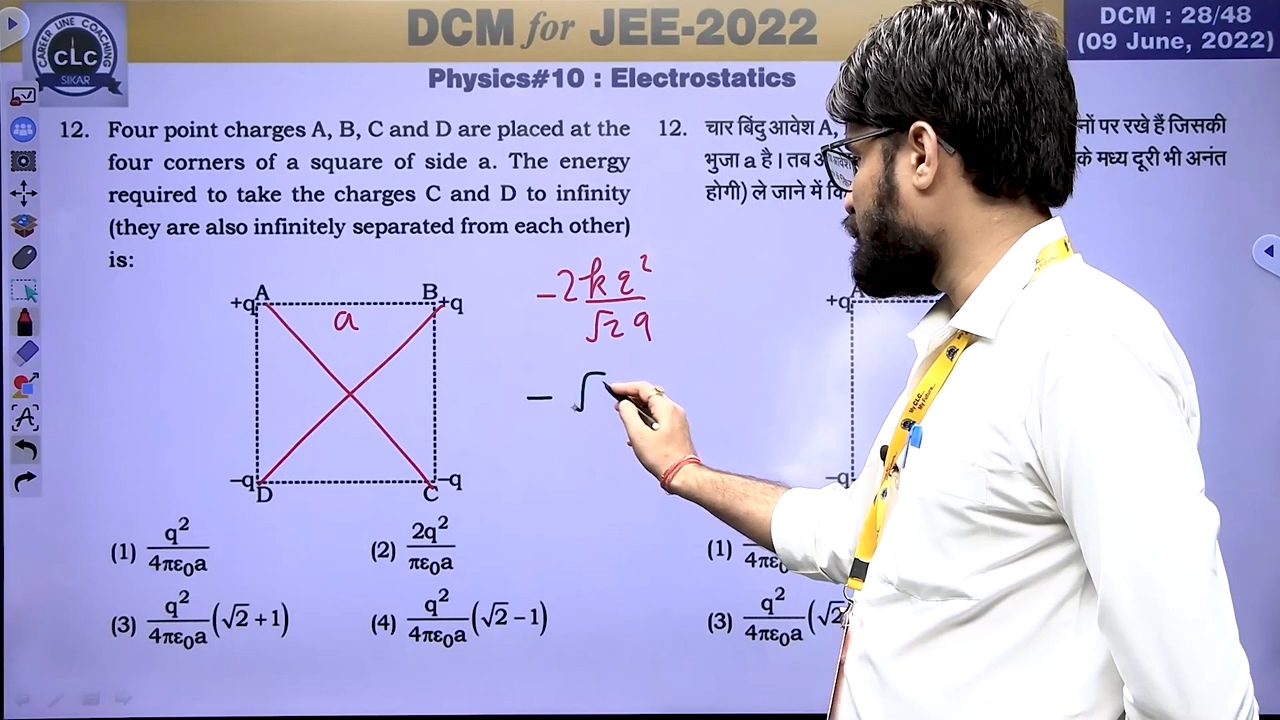 CAREER LINE COACHING
CLC
SIKAR
DCM for JEE-2022
DCM : 28/48
(09 June, 2022)
Physics#10 : Electrostatics
12. Four point charges A, B, C and D are placed at the
four corners of a square of side a. The energy
required to take the charges C and D to infinity
(they are also infinitely separated from each other)
is:
12. चार बिंदु आवेश A,
नों पर रखे हैं जिसकी
भुजा a है। तब
के मध्य दूरी भी अनंत
होगी) ले जाने में
A B
+q +q
a
-2kq²
√2 a
- √
−q −q
D C
+q
−q
(1) q²/4πε₀a
(2) 2q²/πε₀a
(3) q²/4πε₀a (√2 + 1)
(4) q²/4πε₀a (√2 − 1)
(1) 4πε₀
(3) q²/4πε₀a (√2